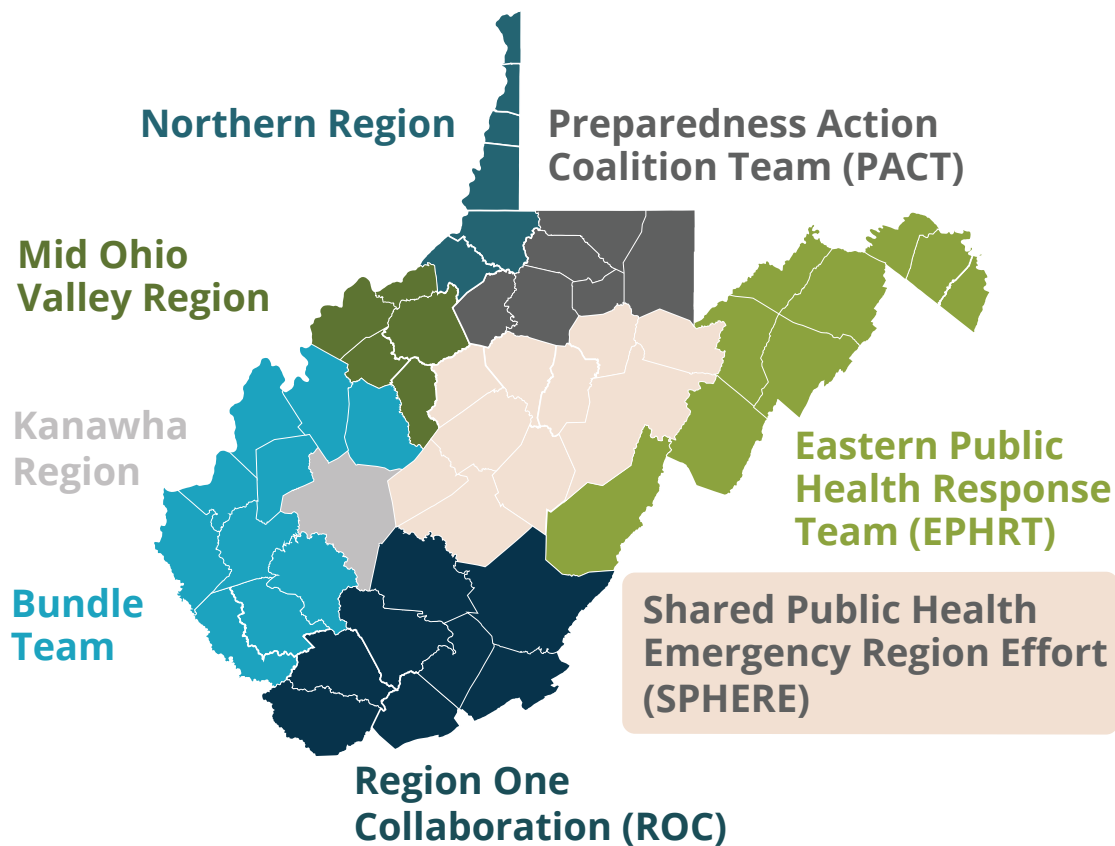 Northern Region
Preparedness Action
Coalition Team (PACT)
Mid Ohio
Valley Region
Kanawha
Region
Eastern Public
Health Response
Team (EPHRT)
Bundle
Team
Shared Public Health
Emergency Region Effort
(SPHERE)
Region One
Collaboration (ROC)